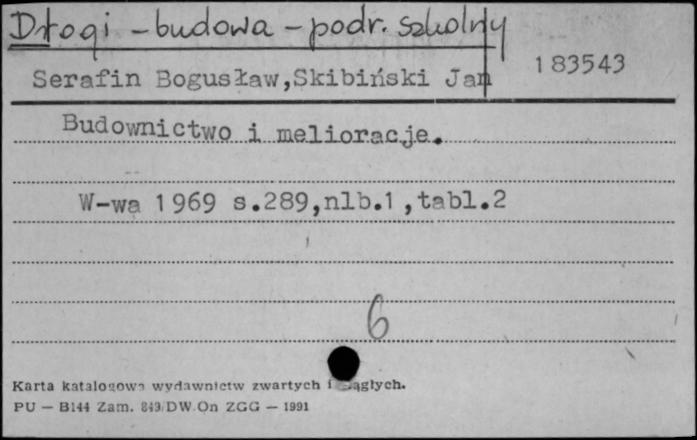 Drogi - budowa - podr. szkolny
Serafin Bogusław,Skibiński Jan 183543
Budownictwo i melioracje.
W-wa 1969 s.289,nlb.1,tabl.2
6
Karta katalogowa wydawnictw zwartych i ciągłych.
PU — B144 Zam. 849/DW On ZGG — 1991